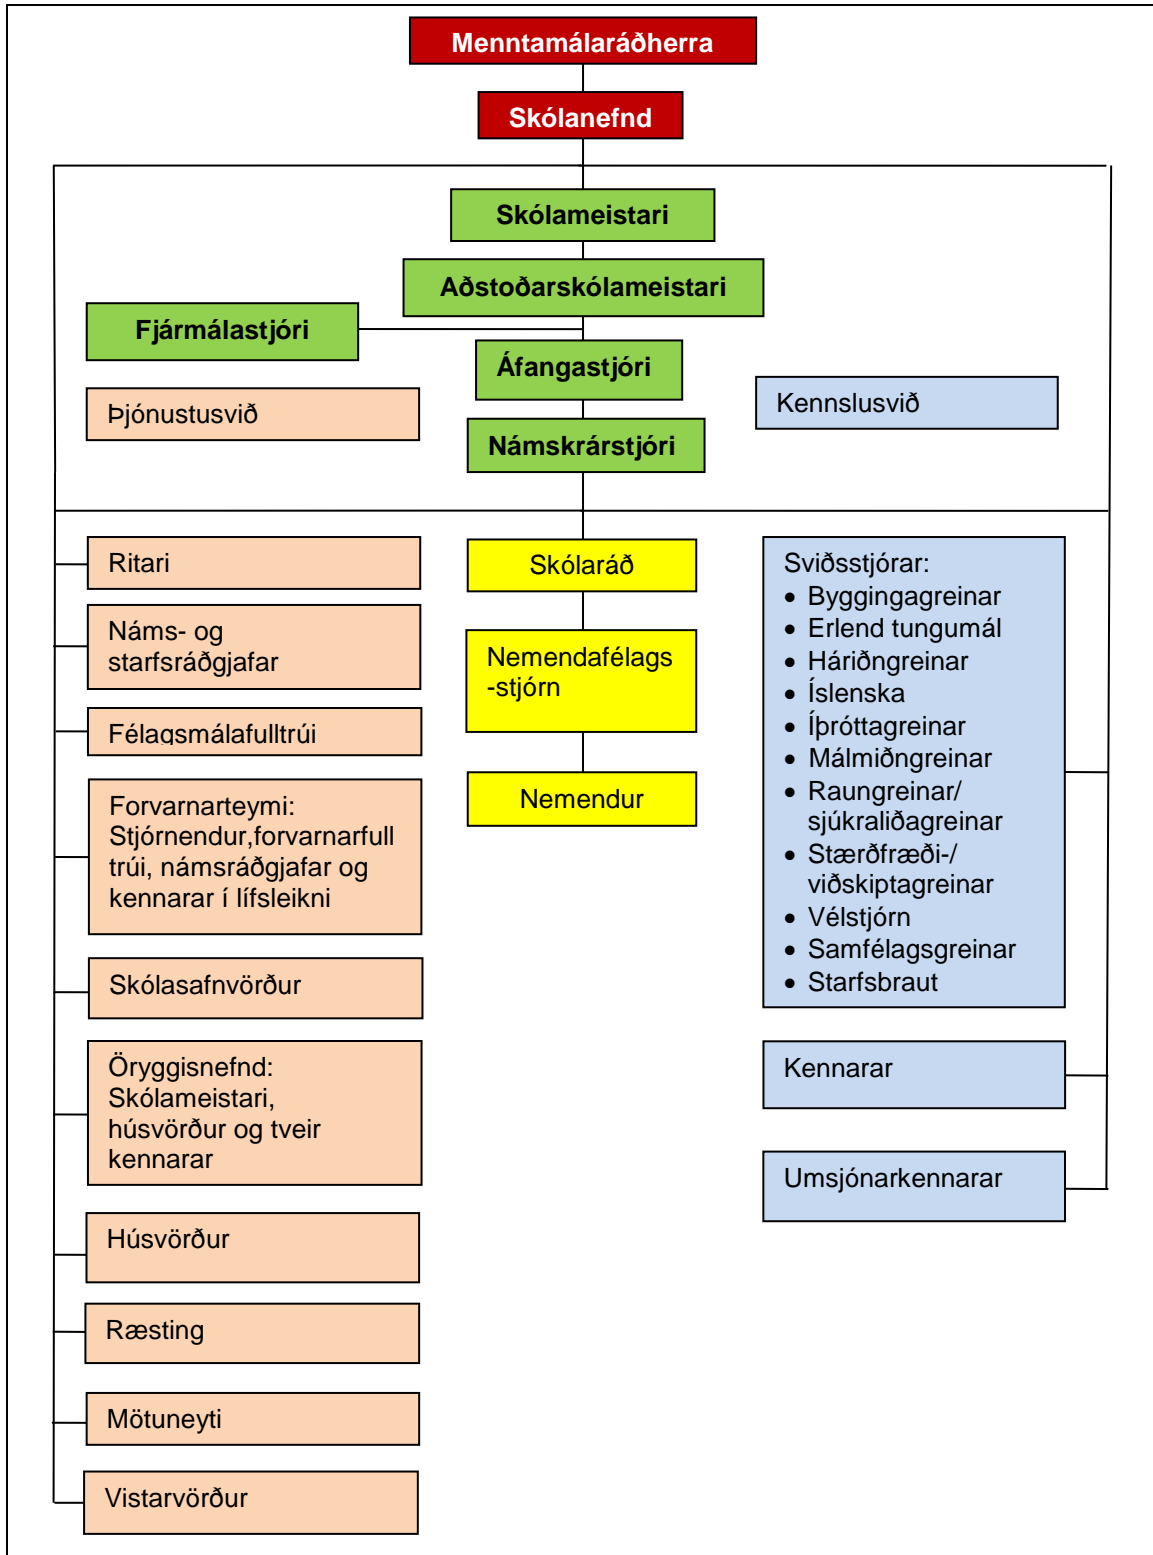 Menntamálaráðherra
Skólanefnd
Skólameistari
Aðstoðarskólameistari
Fjármálastjóri
Áfangastjóri
Þjónustusvið
Kennslusvið
Námskrárstjóri
Ritari
Náms- og
starfsráðgjafar
Félagsmálafulltrúi
Forvarnarteymi:
Stjórnendur,forvarnarfull
trúi, námsráðgjafar og
kennarar í lífsleikni
Skólasafnvörður
Öryggisnefnd:
Skólameistari,
húsvörður og tveir
kennarar
Húsvörður
Ræsting
Mötuneyti
Vistarvörður
Skólaráð
Nemendafélags
-stjórn
Nemendur
Sviðsstjórar:
• Byggingagreinar
• Erlend tungumál
• Háriðngreinar
• Íslenska
• Íþróttagreinar
• Málmiðngreinar
• Raungreinar/
sjúkraliðagreinar
• Stærðfræði-/
viðskiptagreinar
• Vélstjórn
• Samfélagsgreinar
• Starfsbraut
Kennarar
Umsjónarkennarar